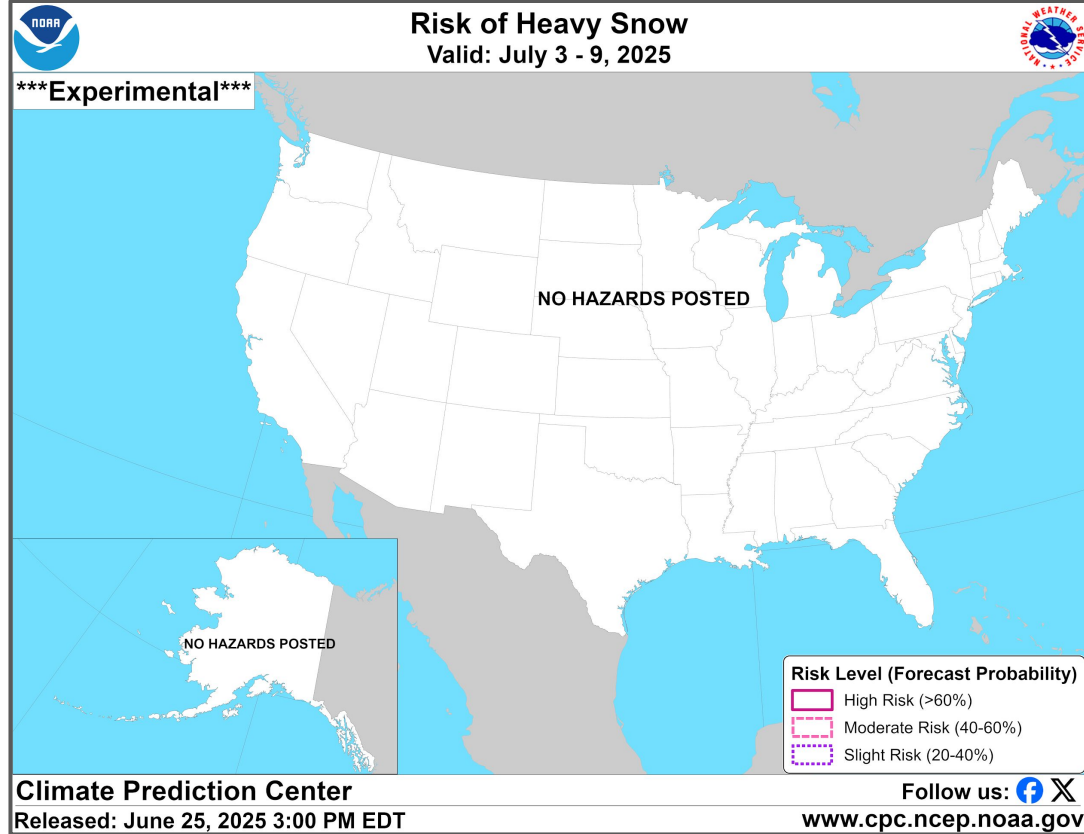 NOAA
Risk of Heavy Snow
Valid: July 3 - 9, 2025
NATIONAL WEATHER SERVICE
***Experimental***
NO HAZARDS POSTED
NO HAZARDS POSTED
Risk Level (Forecast Probability)
High Risk (>60%)
Moderate Risk (40-60%)
Slight Risk (20-40%)
Climate Prediction Center
Follow us:
Released: June 25, 2025 3:00 PM EDT
www.cpc.ncep.noaa.gov